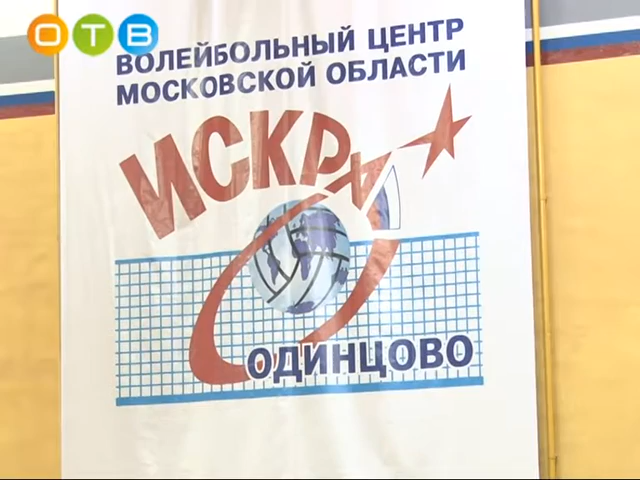 ОТВ
ВОЛЕЙБОЛЬНЫЙ ЦЕНТР
МОСКОВСКОЙ ОБЛАСТИ
ИСКРА
ОДИНЦОВО